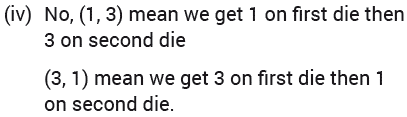 (iv) No, (1, 3) mean we get 1 on first die then
3 on second die
(3, 1) mean we get 3 on first die then 1
on second die.